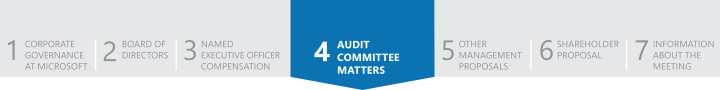 1 CORPORATE
GOVERNANCE
AT MICROSOFT
2 BOARD OF
DIRECTORS
3 NAMED
EXECUTIVE OFFICER
COMPENSATION
4 AUDIT
COMMITTEE
MATTERS
5 OTHER
MANAGEMENT
PROPOSALS
6 SHAREHOLDER
PROPOSAL
7 INFORMATION
ABOUT THE
MEETING